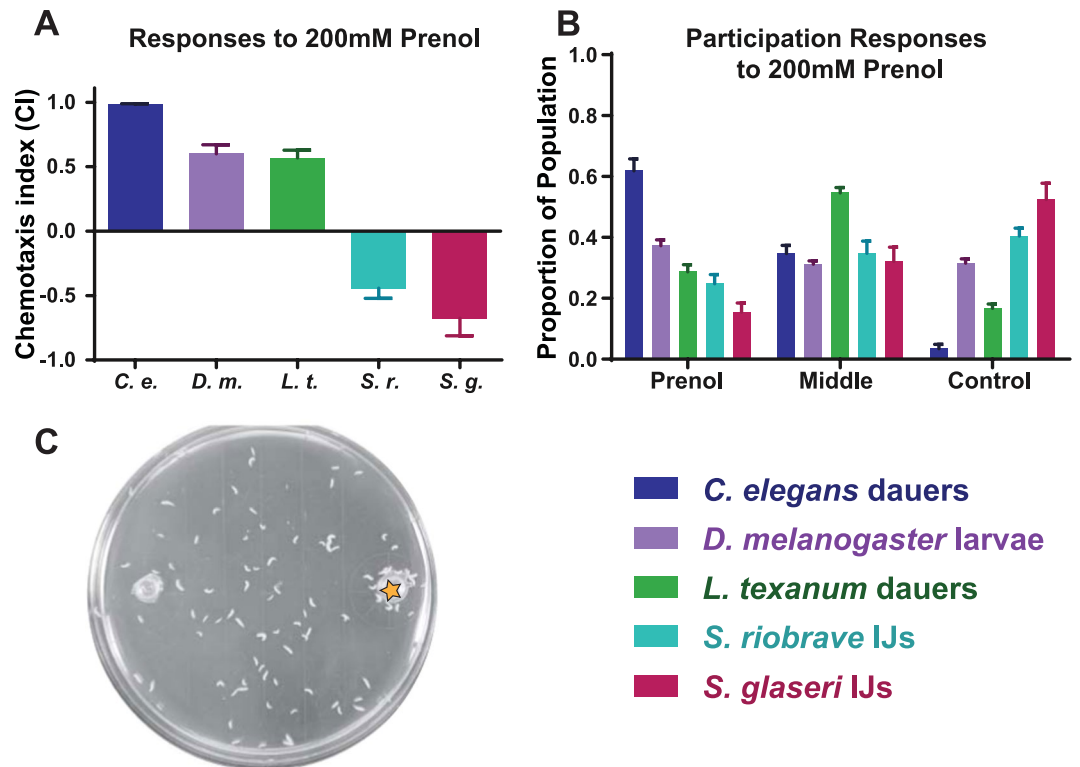 A
Responses to 200mM Prenol
Chemotaxis index (CI)
1.0
0.5
0.0
-0.5
-1.0
C. e.
D. m.
L. t.
S. r.
S. g.
B
Participation Responses
to 200mM Prenol
Proportion of Population
1.0
0.8
0.6
0.4
0.2
0.0
Prenol
Middle
Control
C
C. elegans dauers
D. melanogaster larvae
L. texanum dauers
S. riobrave IJs
S. glaseri IJs